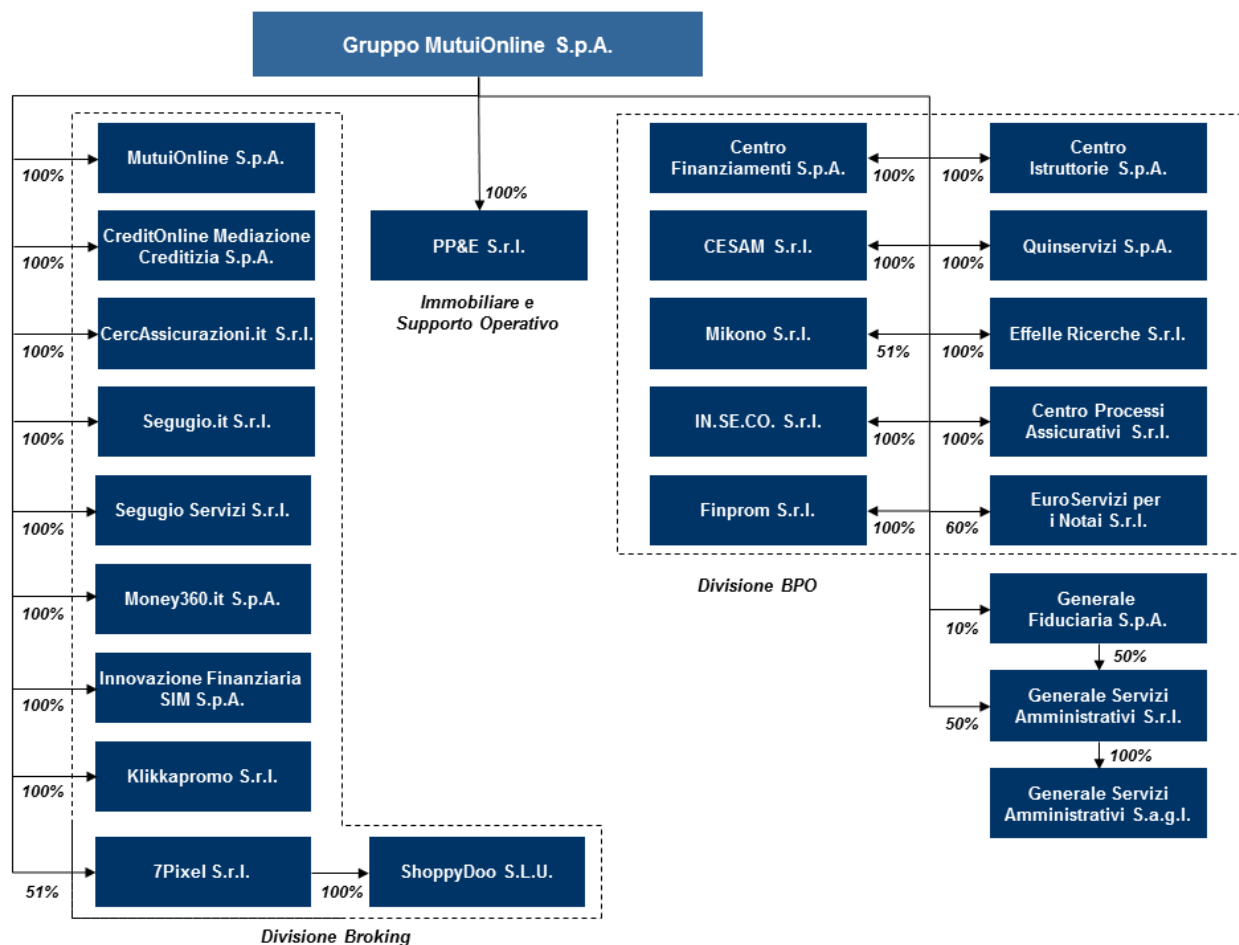 Gruppo MutuiOnline S.p.A.
MutuiOnline S.p.A.
100%
CreditOnline Mediazione
Creditizia S.p.A.
100%
CercAssicurazioni.it S.r.l.
100%
Segugio.it S.r.l.
100%
Segugio Servizi S.r.l.
100%
Money360.it S.p.A.
100%
Innovazione Finanziaria
SIM S.p.A.
100%
Klikkapromo S.r.l.
100%
7Pixel S.r.l.
51%
100%
ShoppyDoo S.L.U.
Divisione Broking
100%
PP&E S.r.l.
Immobiliare e
Supporto Operativo
Centro
Finanziamenti S.p.A.
100%
100%
Centro
Istruttorie S.p.A.
CESAM S.r.l.
100%
100%
Quinservizi S.p.A.
Mikono S.r.l.
51%
100%
Effelle Ricerche S.r.l.
IN.SE.CO. S.r.l.
100%
100%
Centro Processi
Assicurativi S.r.l.
Finprom S.r.l.
100%
60%
EuroServizi per
i Notai S.r.l.
Divisione BPO
Generale
Fiduciaria S.p.A.
10%
50%
Generale Servizi
Amministrativi S.r.l.
50%
100%
Generale Servizi
Amministrativi S.a.g.l.